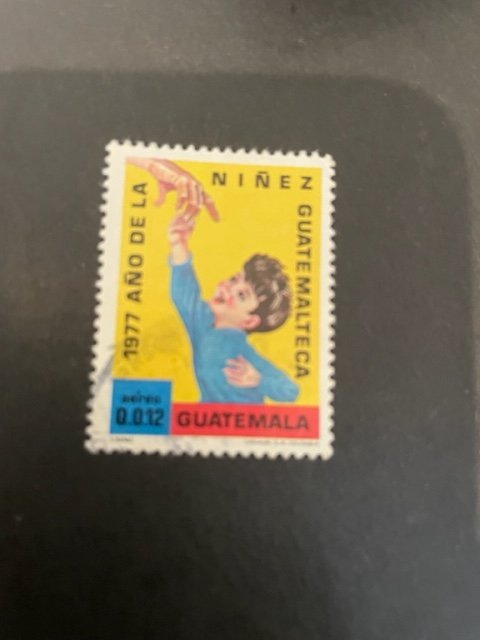 1977 AÑO DE LA
NIÑEZ
GUATEMALTECA
aéreo
Q.0.12
GUATEMALA